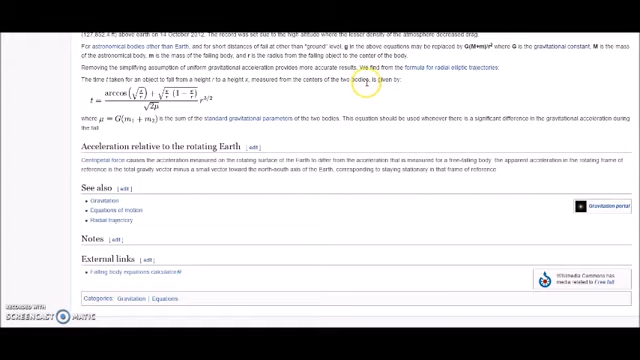 (127,852.4 ft) above earth on 14 October 2012. The record was set due to the high altitude where the lesser density of the atmosphere decreased drag.
For astronomical bodies other than Earth, and for short distances of fall at other than "ground" level, g in the above equations may be replaced by G(M+m)/r² where G is the gravitational constant, M is the mass
of the astronomical body, m is the mass of the falling body, and r is the radius from the falling object to the center of the body.
Removing the simplifying assumption of uniform gravitational acceleration provides more accurate results. We find from the formula for radial elliptic trajectories:
The time t taken for an object to fall from a height r to a height x, measured from the centers of the two bodies, is given by:
t = (arccos(√(x/r)) + √(x/r (1 − x/r))) / √(2μ) r^(3/2)
where μ = G(m₁ + m₂) is the sum of the standard gravitational parameters of the two bodies. This equation should be used whenever there is a significant difference in the gravitational acceleration during
the fall
Acceleration relative to the rotating Earth [ edit ]
Centripetal force causes the acceleration measured on the rotating surface of the Earth to differ from the acceleration that is measured for a free-falling body: the apparent acceleration in the rotating frame of
reference is the total gravity vector minus a small vector toward the north-south axis of the Earth, corresponding to staying stationary in that frame of reference
See also [ edit ]
Gravitation
Equations of motion
Radial trajectory
Gravitation portal
Notes [ edit ]
External links [ edit ]
Falling body equations calculator
Wikimedia Commons has
media related to Free fall
Categories: Gravitation | Equations
RECORDED WITH
SCREENCAST MATIC